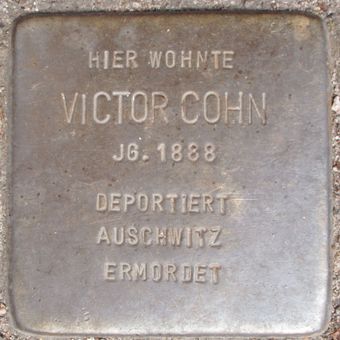 HIER WOHNTE
VICTOR COHN
JG. 1888
DEPORTIERT
AUSCHWITZ
ERMORDET